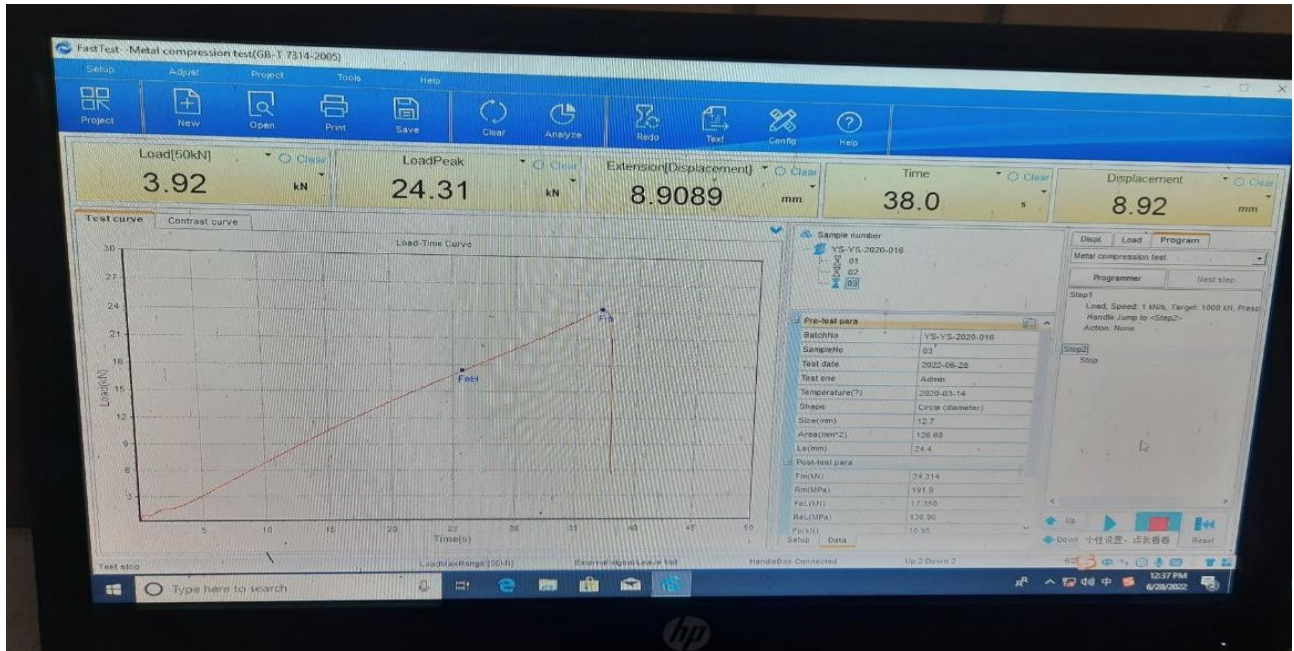 FastTest--Metal compression test(GB-T 7314-2005)
Setup Adjust Project Tools Help
Project New Open Print Save Clear Analyze Redo Text Config Help
Load[50kN] Clear LoadPeak Clear Extension[Displacement] Clear Time Clear Displacement Clear
3.92 kN 24.31 kN 8.9089 mm 38.0 s 8.92 mm
Test curve Contrast curve
Load-Time Curve
30
27
24
21
18
15
12
9
6
3
Load(kN)
Fm
FeH
5 10 15 20 25 30 35 40 45 50
Time(s)
Sample number
YS-YS-2020-016
01
02
03
Pre-test para
BatchNo YS-YS-2020-016
SampleNo 03
Test date 2022-06-28
Test one Admin
Temperature(?) 2020-03-14
Shape Circle (diameter)
Size(mm) 12.7
Area(mm^2) 126.68
Le(mm) 24.4
Post-test para
Fm(kN) 24.314
Rm(MPa) 191.9
FeL(kN) 17.350
ReL(MPa) 136.96
Fp(kN) 10.95
Setup Data
Displ. Load Program
Metal compression test
Programmer Next step
Step1
Load, Speed: 1 kN/s, Target: 1000 kN, Presp
Handle Jump to <Step2>
Action: None
Step2
Stop
Up
Down Reset
Test stop LoadMaxRange:[50kN] HandleBox Connected Up 2 Down 2
Type here to search
中
12:37 PM
6/28/2022
hp